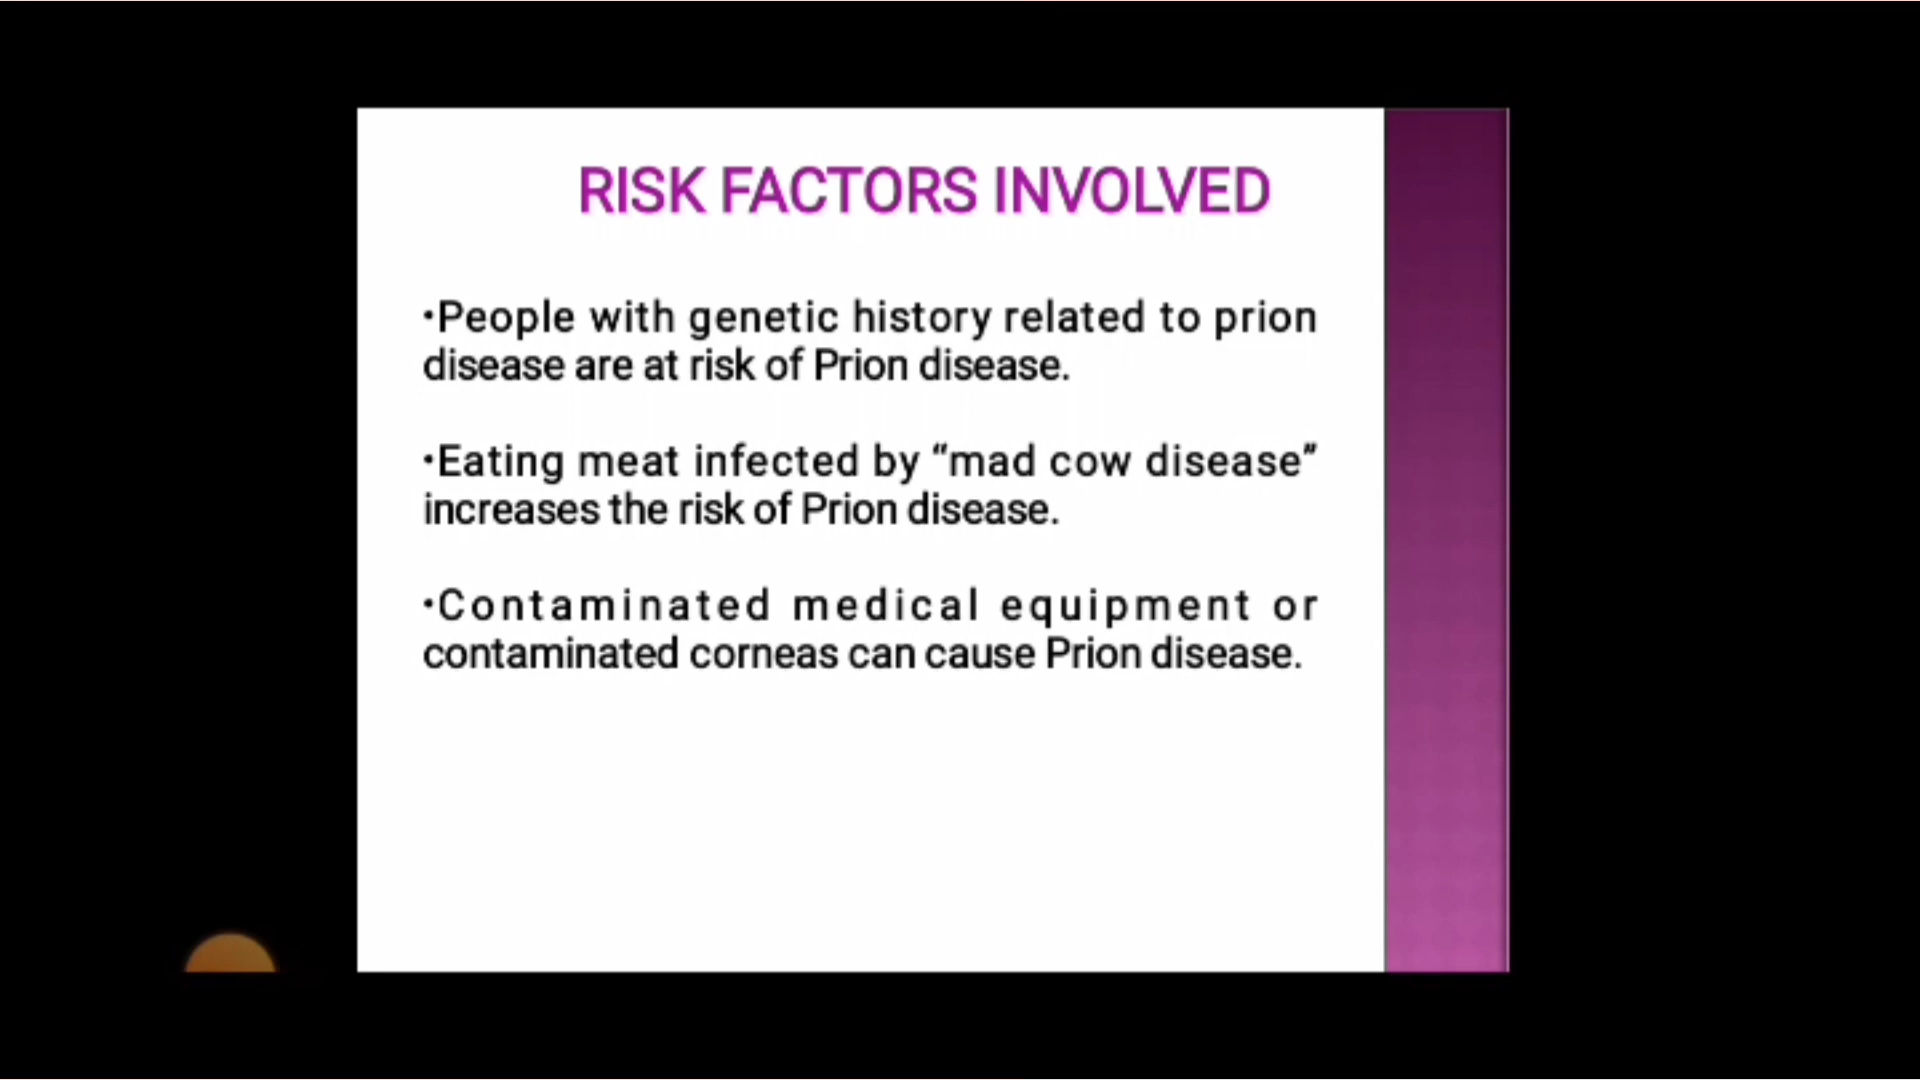 RISK FACTORS INVOLVED
•People with genetic history related to prion
disease are at risk of Prion disease.
•Eating meat infected by “mad cow disease”
increases the risk of Prion disease.
•Contaminated medical equipment or
contaminated corneas can cause Prion disease.